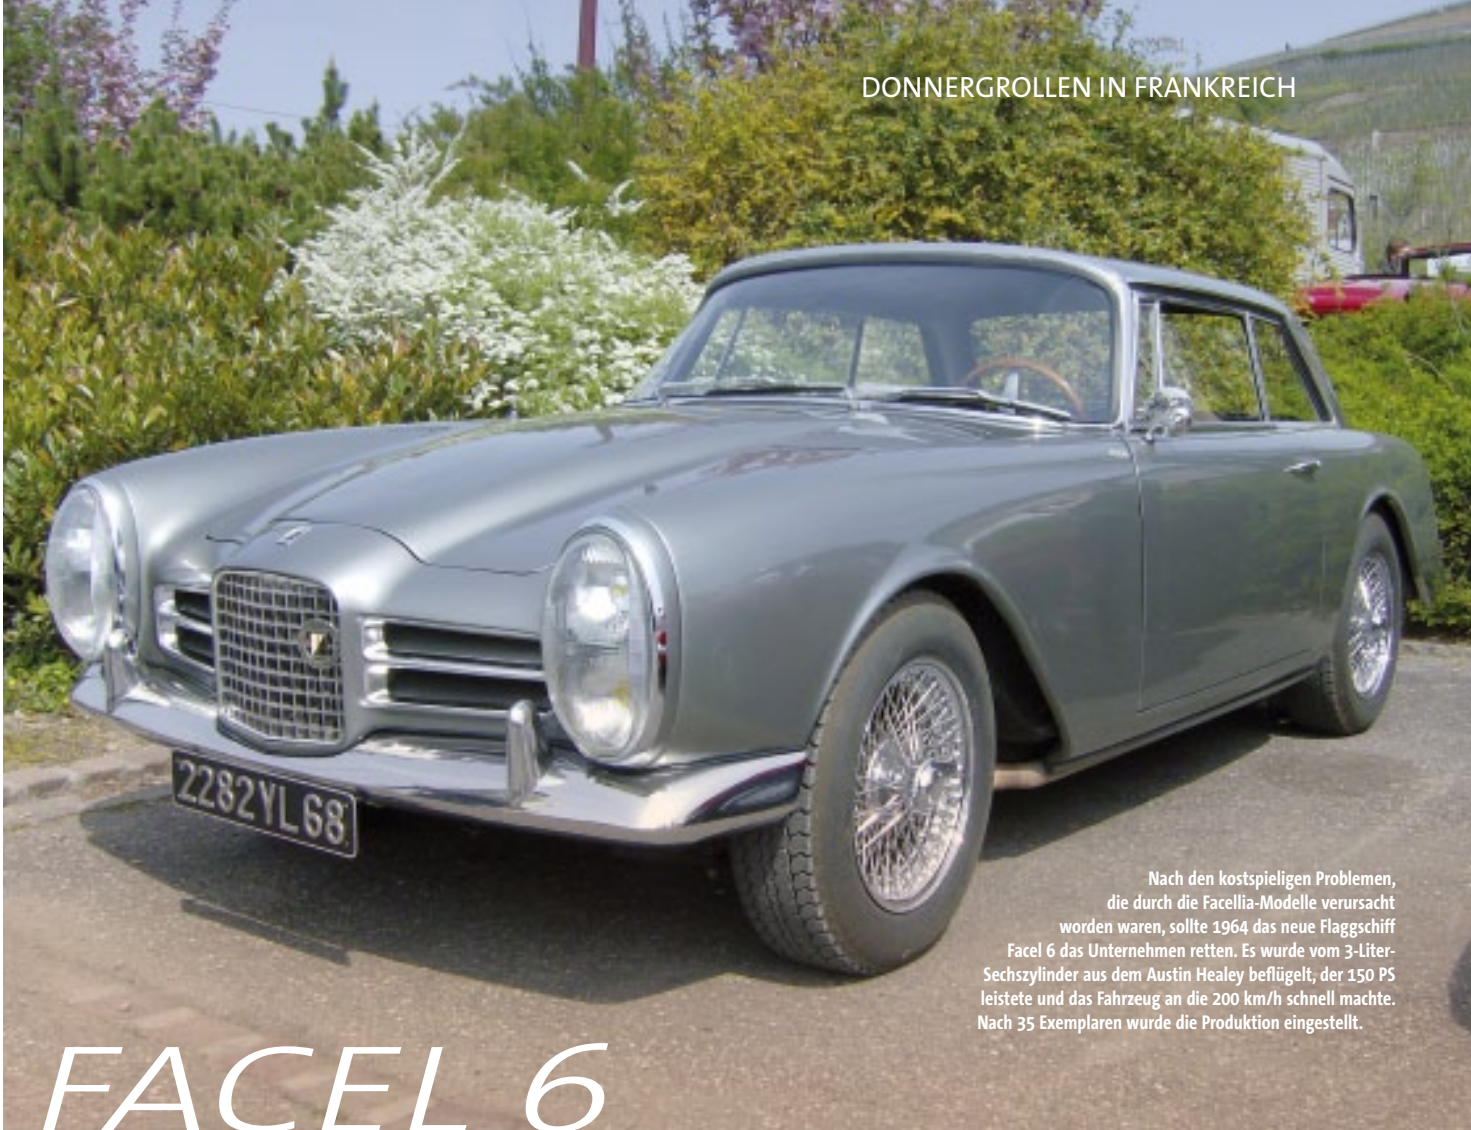 DONNERGROLLEN IN FRANKREICH
2282YL68
Nach den kostspieligen Problemen,
die durch die Facellia-Modelle verursacht
worden waren, sollte 1964 das neue Flaggschiff
Facel 6 das Unternehmen retten. Es wurde vom 3-Liter-
Sechszylinder aus dem Austin Healey beflügelt, der 150 PS
leistete und das Fahrzeug an die 200 km/h schnell machte.
Nach 35 Exemplaren wurde die Produktion eingestellt.
FACEL 6